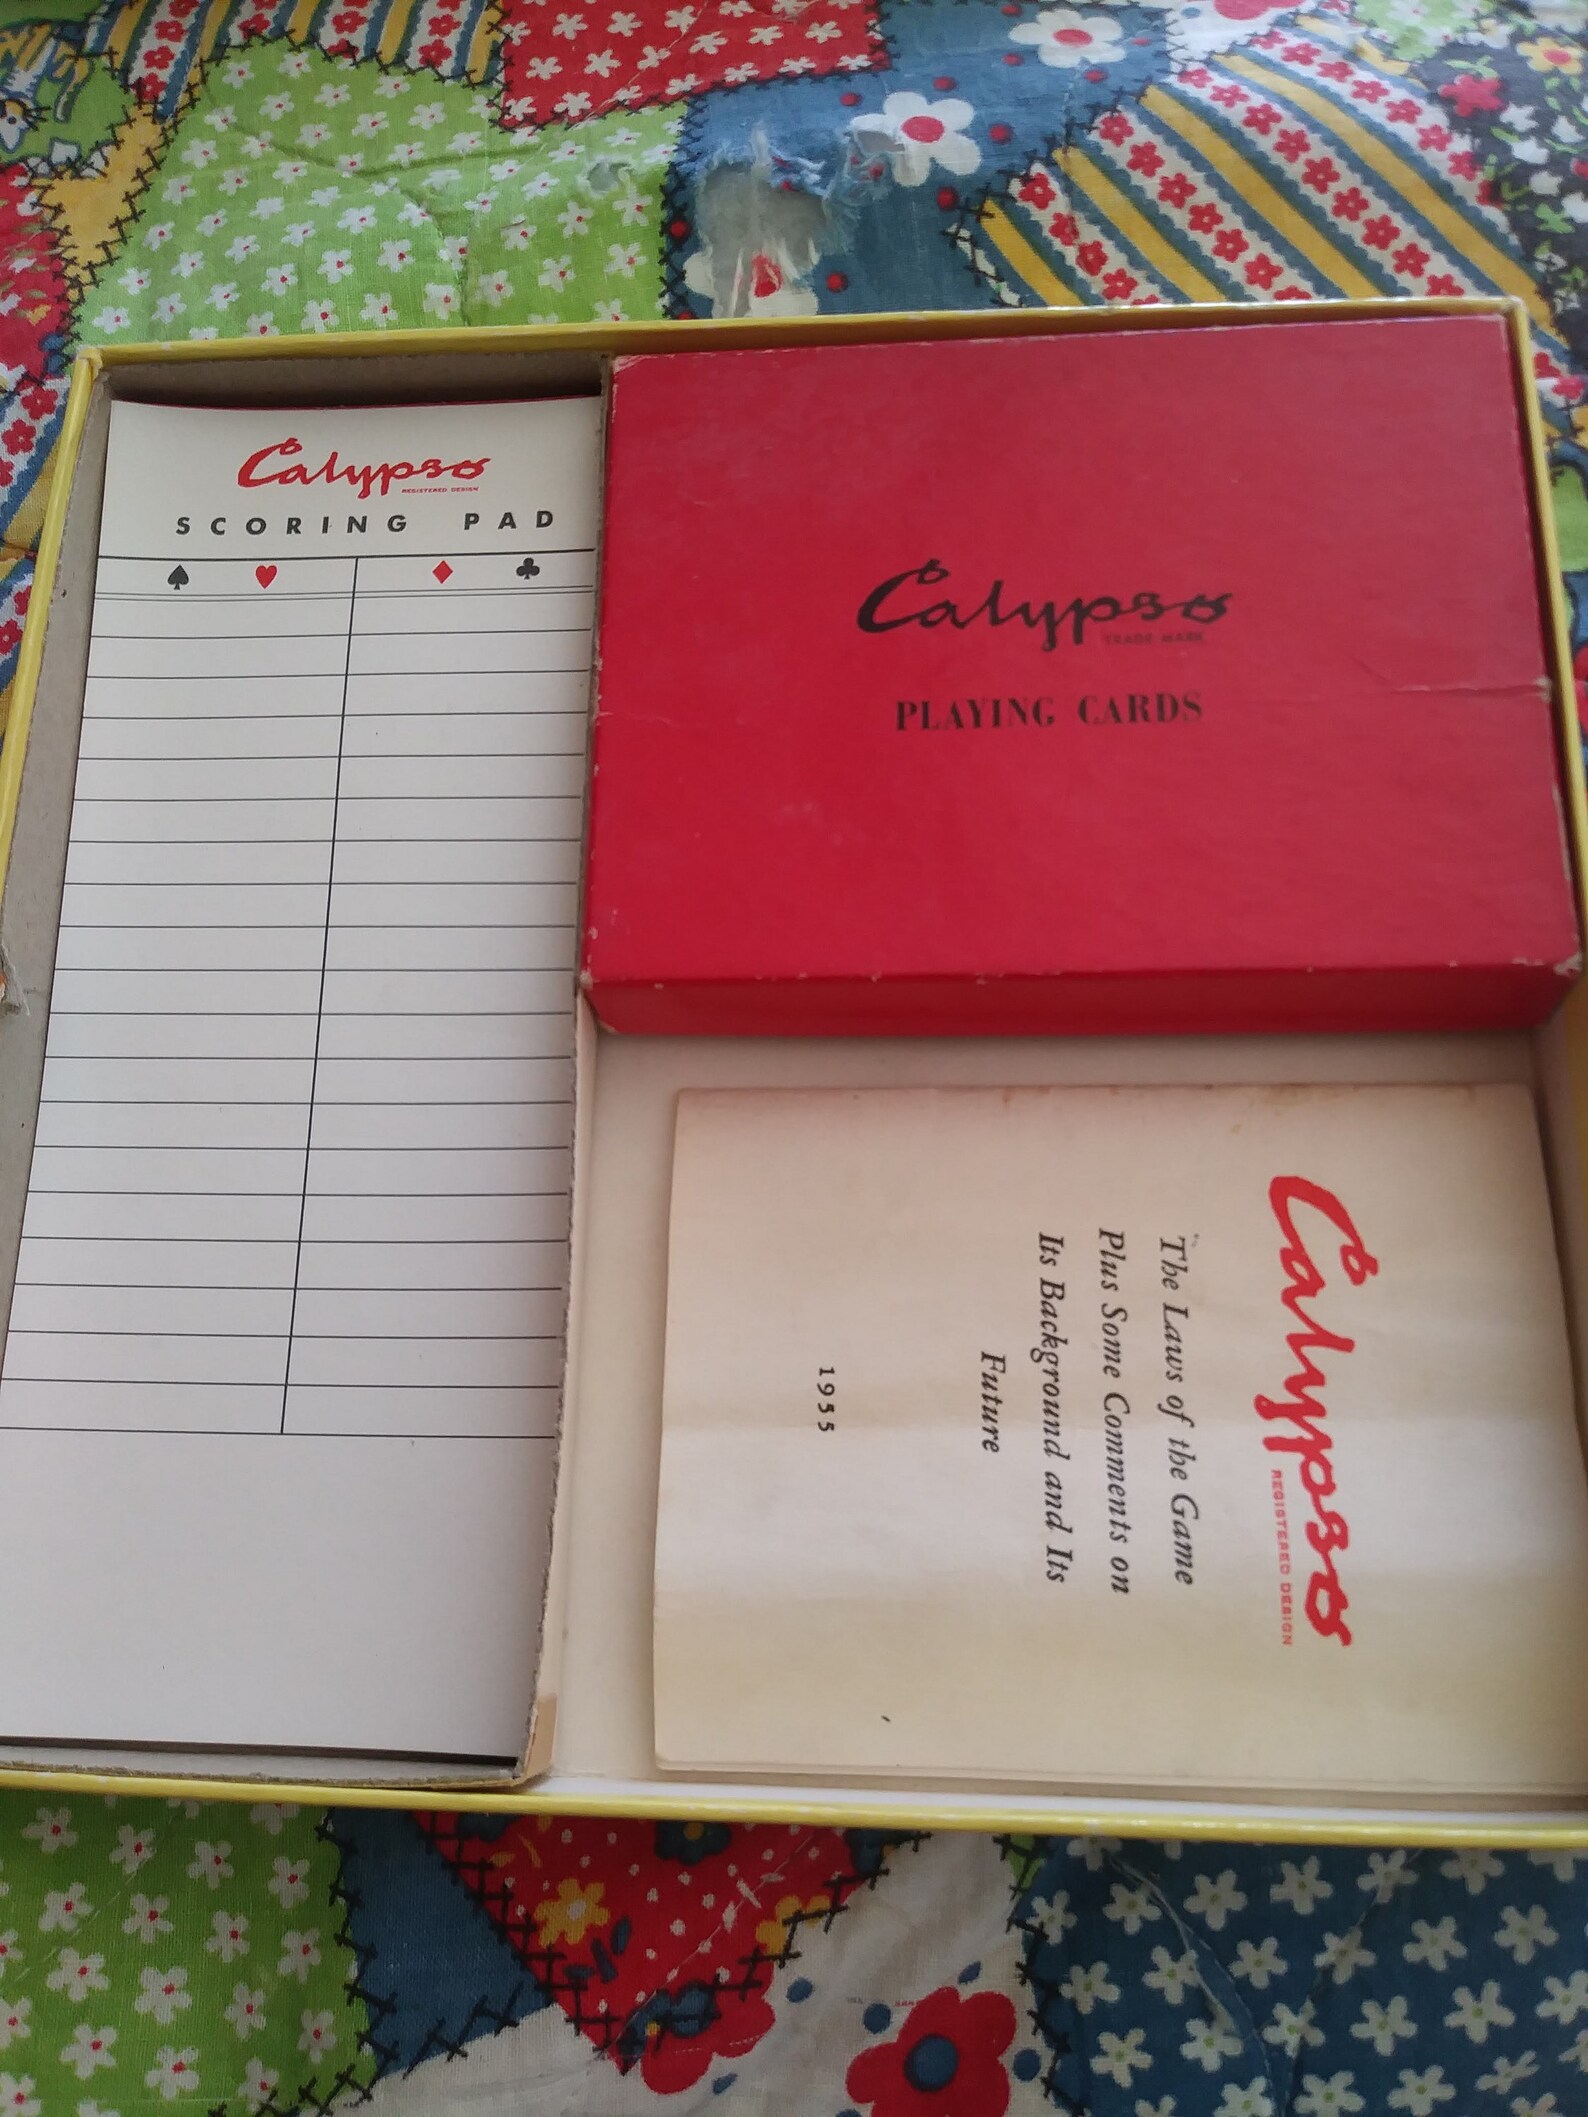 Calypso
REGISTERED DESIGN
SCORING PAD
♠ ♥ ♦ ♣
Calypso
TRADE MARK
PLAYING CARDS
Calypso
REGISTERED DESIGN
The Laws of the Game
Plus Some Comments on
Its Background and Its
Future
1955